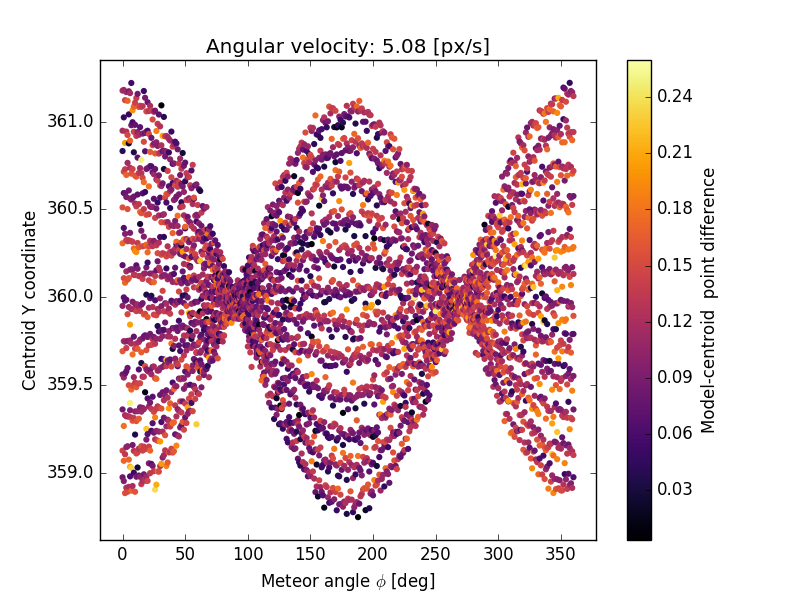 Angular velocity: 5.08 [px/s]
361.0
360.5
360.0
359.5
359.0
Centroid Y coordinate
0 50 100 150 200 250 300 350
Meteor angle ϕ [deg]
0.24
0.21
0.18
0.15
0.12
0.09
0.06
0.03
Model-centroid point difference